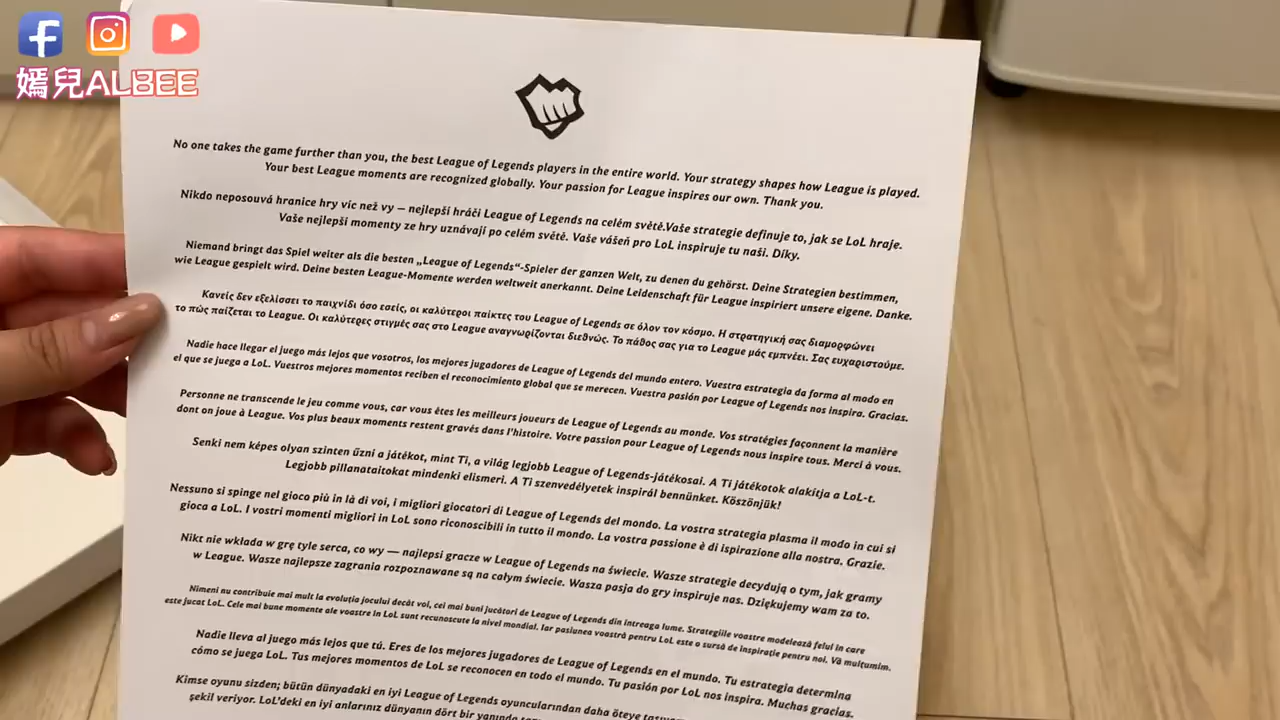 嫣兒ALBEE
No one takes the game further than you, the best League of Legends players in the entire world. Your strategy shapes how League is played.
Your best League moments are recognized globally. Your passion for League inspires our own. Thank you.
Nikdo neposouvá hranice hry víc než vy — nejlepší hráči League of Legends na celém světě.Vaše strategie definuje to, jak se LoL hraje.
Vaše nejlepší momenty ze hry uznávají po celém světě. Vaše vášeň pro LoL inspiruje tu naši. Díky.
Niemand bringt das Spiel weiter als die besten „League of Legends“-Spieler der ganzen Welt, zu denen du gehörst. Deine Strategien bestimmen,
wie League gespielt wird. Deine besten League-Momente werden weltweit anerkannt. Deine Leidenschaft für League inspiriert unsere eigene. Danke.
Κανείς δεν εξελίσσει το παιχνίδι όσο εσείς, οι καλύτεροι παίκτες του League of Legends σε όλον τον κόσμο. Η στρατηγική σας διαμορφώνει
το πώς παίζεται το League. Οι καλύτερες στιγμές σας στο League αναγνωρίζονται διεθνώς. Το πάθος σας για το League μάς εμπνέει. Σας ευχαριστούμε.
Nadie hace llegar el juego más lejos que vosotros, los mejores jugadores de League of Legends del mundo entero. Vuestra estrategia da forma al modo en
el que se juega a LoL. Vuestros mejores momentos reciben el reconocimiento global que se merecen. Vuestra pasión por League of Legends nos inspira. Gracias.
Personne ne transcende le jeu comme vous, car vous êtes les meilleurs joueurs de League of Legends au monde. Vos stratégies façonnent la manière
dont on joue à League. Vos plus beaux moments restent gravés dans l'histoire. Votre passion pour League of Legends nous inspire tous. Merci à vous.
Senki nem képes olyan szinten űzni a játékot, mint Ti, a világ legjobb League of Legends-játékosai. A Ti játékotok alakítja a LoL-t.
Legjobb pillanataitokat mindenki elismeri. A Ti szenvedélyetek inspirál bennünket. Köszönjük!
Nessuno si spinge nel gioco più in là di voi, i migliori giocatori di League of Legends del mondo. La vostra strategia plasma il modo in cui si
gioca a LoL. I vostri momenti migliori in LoL sono riconoscibili in tutto il mondo. La vostra passione è di ispirazione alla nostra. Grazie.
Nikt nie wkłada w grę tyle serca, co wy — najlepsi gracze w League of Legends na świecie. Wasze strategie decydują o tym, jak gramy
w League. Wasze najlepsze zagrania rozpoznawane są na całym świecie. Wasza pasja do gry inspiruje nas. Dziękujemy wam za to.
Nimeni nu contribuie mai mult la evoluția jocului decât voi, cei mai buni jucători de League of Legends din întreaga lume. Strategiile voastre modelează felul în care
este jucat LoL. Cele mai bune momente ale voastre în LoL sunt recunoscute la nivel mondial. Iar pasiunea voastră pentru LoL este o sursă de inspirație pentru noi. Vă mulțumim.
Nadie lleva al juego más lejos que tú. Eres de los mejores jugadores de League of Legends en el mundo. Tu estrategia determina
cómo se juega LoL. Tus mejores momentos de LoL se reconocen en todo el mundo. Tu pasión por LoL nos inspira. Muchas gracias.
Kimse oyunu sizden; bütün dünyadaki en iyi League of Legends oyuncularından daha öteye
şekil veriyor. LoL'deki en iyi anlarınız dünyanın dört bir yanında